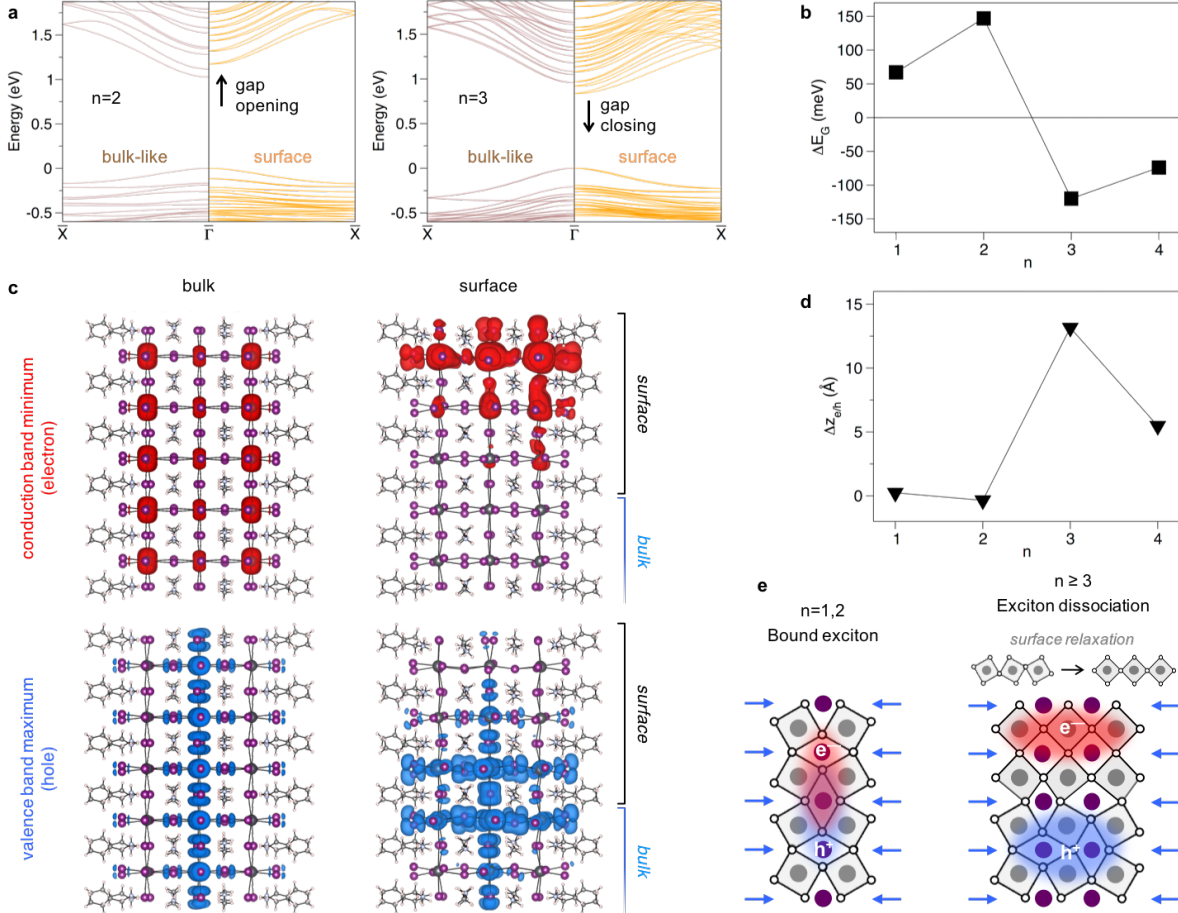 a
Energy (eV)
1.5
1
0.5
0
-0.5
n=2
gap
opening
bulk-like
surface
X̅
Γ̅
X̅
Energy (eV)
1.5
1
0.5
0
-0.5
n=3
gap
closing
bulk-like
surface
X̅
Γ̅
X̅
b
ΔE_G (meV)
150
100
50
0
-50
-100
-150
1
2
3
4
n
c
bulk
surface
conduction band minimum
(electron)
surface
bulk
valence band maximum
(hole)
surface
bulk
d
Δz_e/h (Å)
15
10
5
0
1
2
3
4
n
e
n=1,2
Bound exciton
e⁻
h⁺
n ≥ 3
Exciton dissociation
surface relaxation
e⁻
h⁺